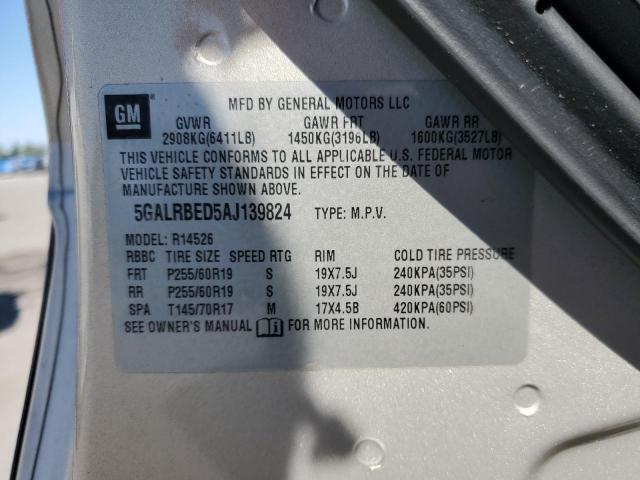 GM
MFD BY GENERAL MOTORS LLC
GVWR GAWR FRT GAWR RR
2908KG(6411LB) 1450KG(3196LB) 1600KG(3527LB)
THIS VEHICLE CONFORMS TO ALL APPLICABLE U.S. FEDERAL MOTOR
VEHICLE SAFETY STANDARDS IN EFFECT ON THE DATE OF
MANUFACTURE SHOWN ABOVE.
5GALRBED5AJ139824 TYPE: M.P.V.
MODEL: R14526
RBBC TIRE SIZE SPEED RTG RIM COLD TIRE PRESSURE
FRT P255/60R19 S 19X7.5J 240KPA(35PSI)
RR P255/60R19 S 19X7.5J 240KPA(35PSI)
SPA T145/70R17 M 17X4.5B 420KPA(60PSI)
SEE OWNER'S MANUAL FOR MORE INFORMATION.